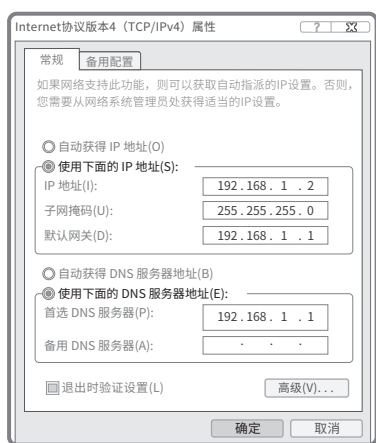 Internet协议版本4（TCP/IPv4）属性
常规 备用配置
如果网络支持此功能，则可以获取自动指派的IP设置。否则，
您需要从网络系统管理员处获得适当的IP设置。
自动获得 IP 地址(O)
使用下面的 IP 地址(S):
IP 地址(I): 192.168. 1 . 2
子网掩码(U): 255.255.255. 0
默认网关(D): 192.168. 1 . 1
自动获得 DNS 服务器地址(B)
使用下面的 DNS 服务器地址(E):
首选 DNS 服务器(P): 192.168. 1 . 1
备用 DNS 服务器(A): . . .
退出时验证设置(L) 高级(V)...
确定 取消